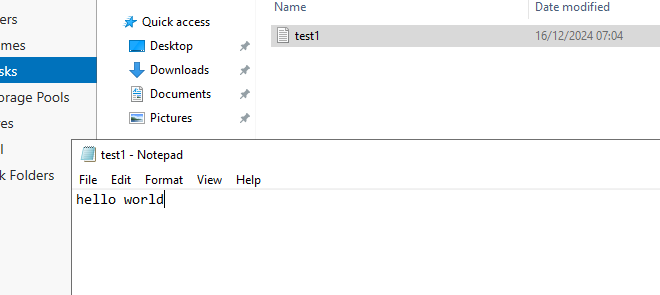 Name Date modified
test1 16/12/2024 07:04
Quick access
Desktop
Downloads
Documents
Pictures
ers
mes
sks
orage Pools
res
k Folders
test1 - Notepad
File Edit Format View Help
hello world